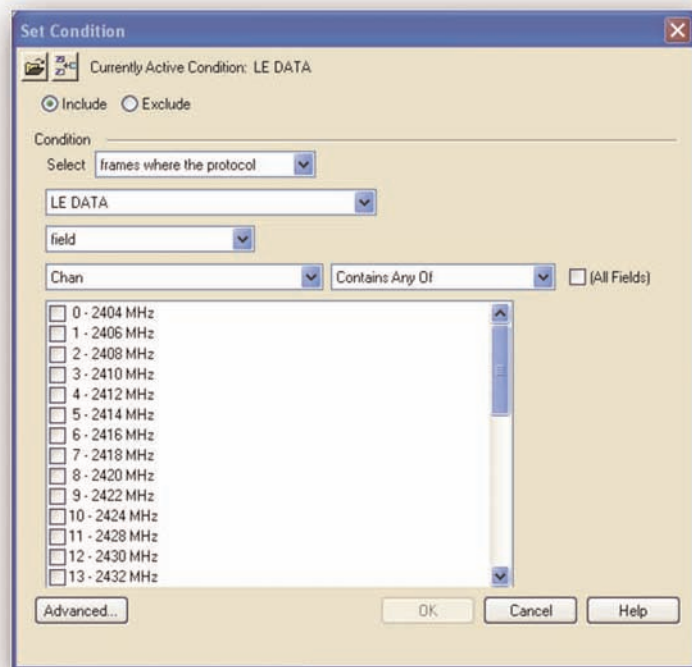 Set Condition
Currently Active Condition: LE DATA
Include Exclude
Condition
Select frames where the protocol
LE DATA
field
Chan Contains Any Of (All Fields)
0 - 2404 MHz
1 - 2406 MHz
2 - 2408 MHz
3 - 2410 MHz
4 - 2412 MHz
5 - 2414 MHz
6 - 2416 MHz
7 - 2418 MHz
8 - 2420 MHz
9 - 2422 MHz
10 - 2424 MHz
11 - 2428 MHz
12 - 2430 MHz
13 - 2432 MHz
Advanced... OK Cancel Help